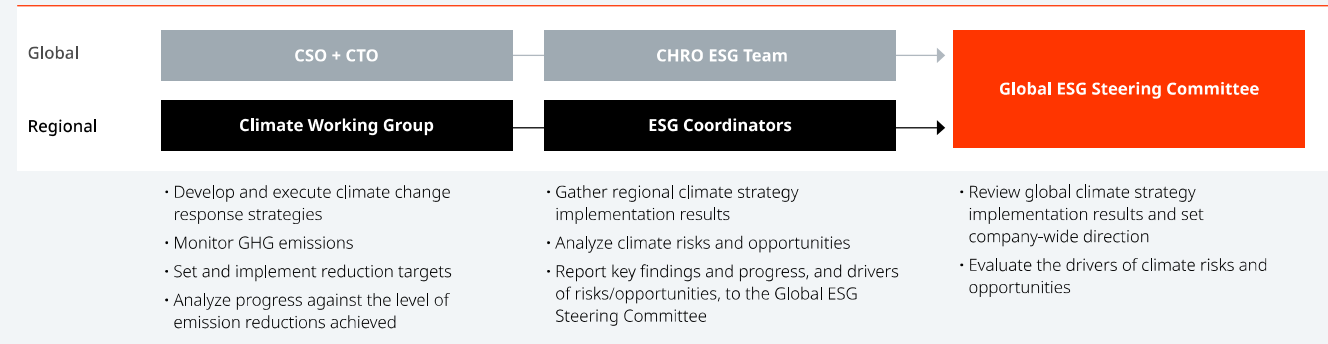 Global
CSO + CTO
CHRO ESG Team
Global ESG Steering Committee
Regional
Climate Working Group
ESG Coordinators
· Develop and execute climate change
response strategies
· Monitor GHG emissions
· Set and implement reduction targets
· Analyze progress against the level of
emission reductions achieved
· Gather regional climate strategy
implementation results
· Analyze climate risks and opportunities
· Report key findings and progress, and drivers
of risks/opportunities, to the Global ESG
Steering Committee
· Review global climate strategy
implementation results and set
company-wide direction
· Evaluate the drivers of climate risks and
opportunities